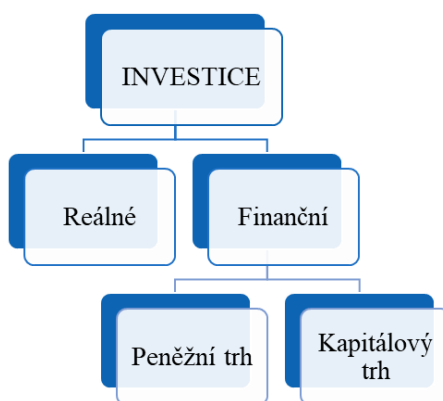 INVESTICE
Reálné
Finanční
Peněžní trh
Kapitálový
trh